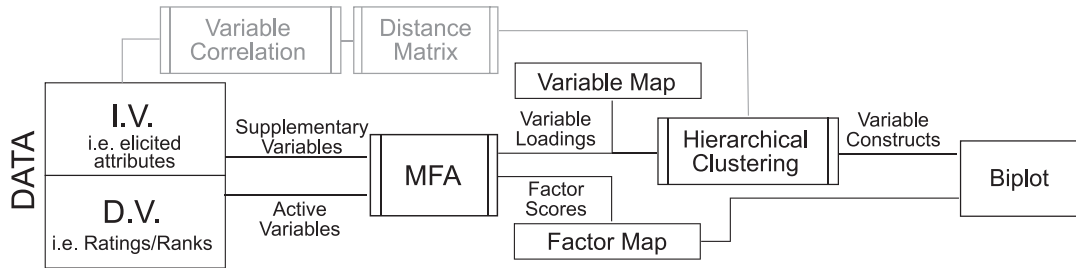 Variable
Correlation
Distance
Matrix
DATA
I.V.
i.e. elicited
attributes
D.V.
i.e. Ratings/Ranks
Supplementary
Variables
Active
Variables
MFA
Variable Map
Variable
Loadings
Factor
Scores
Factor Map
Hierarchical
Clustering
Variable
Constructs
Biplot